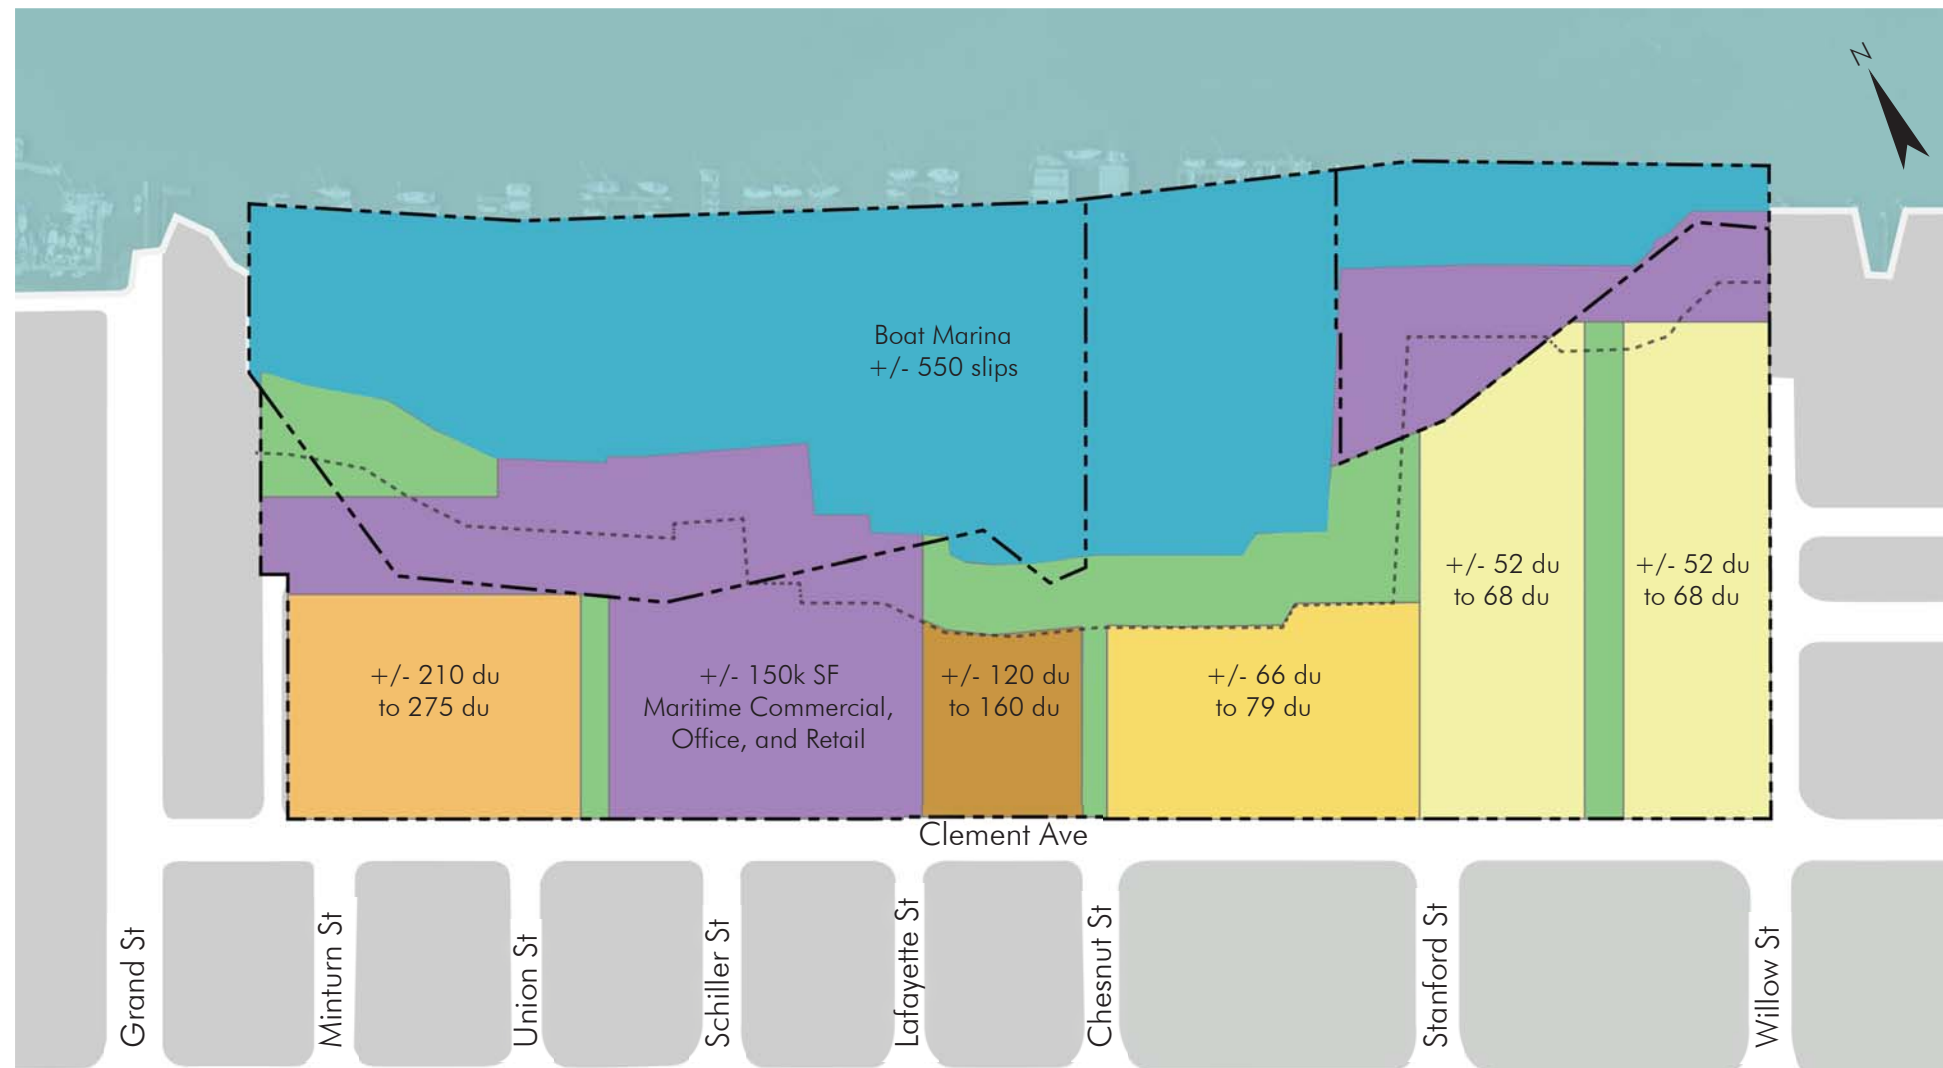 N
Boat Marina
+/- 550 slips
+/- 52 du
to 68 du
+/- 52 du
to 68 du
+/- 210 du
to 275 du
+/- 150k SF
Maritime Commercial,
Office, and Retail
+/- 120 du
to 160 du
+/- 66 du
to 79 du
Clement Ave
Grand St
Minturn St
Union St
Schiller St
Lafayette St
Chesnut St
Stanford St
Willow St